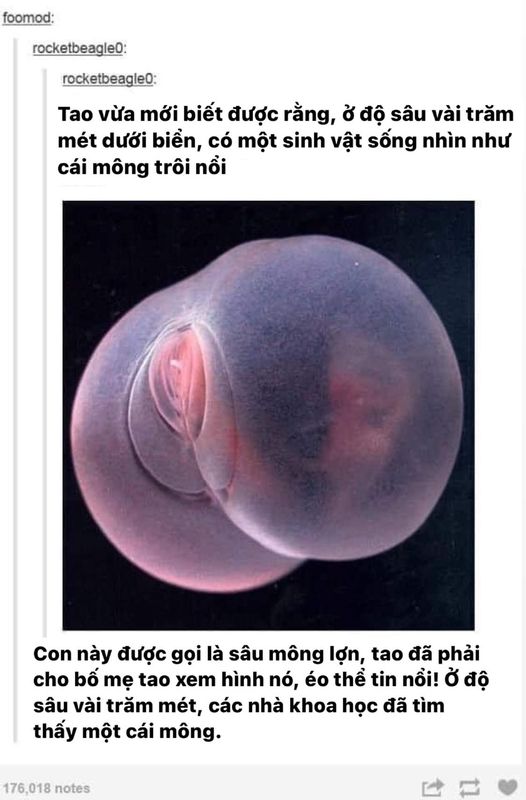 foomod:
rocketbeagle0:
rocketbeagle0:
Tao vừa mới biết được rằng, ở độ sâu vài trăm
mét dưới biển, có một sinh vật sống nhìn như
cái mông trôi nổi
Con này được gọi là sâu mông lợn, tao đã phải
cho bố mẹ tao xem hình nó, éo thể tin nổi! Ở độ
sâu vài trăm mét, các nhà khoa học đã tìm
thấy một cái mông.
176,018 notes